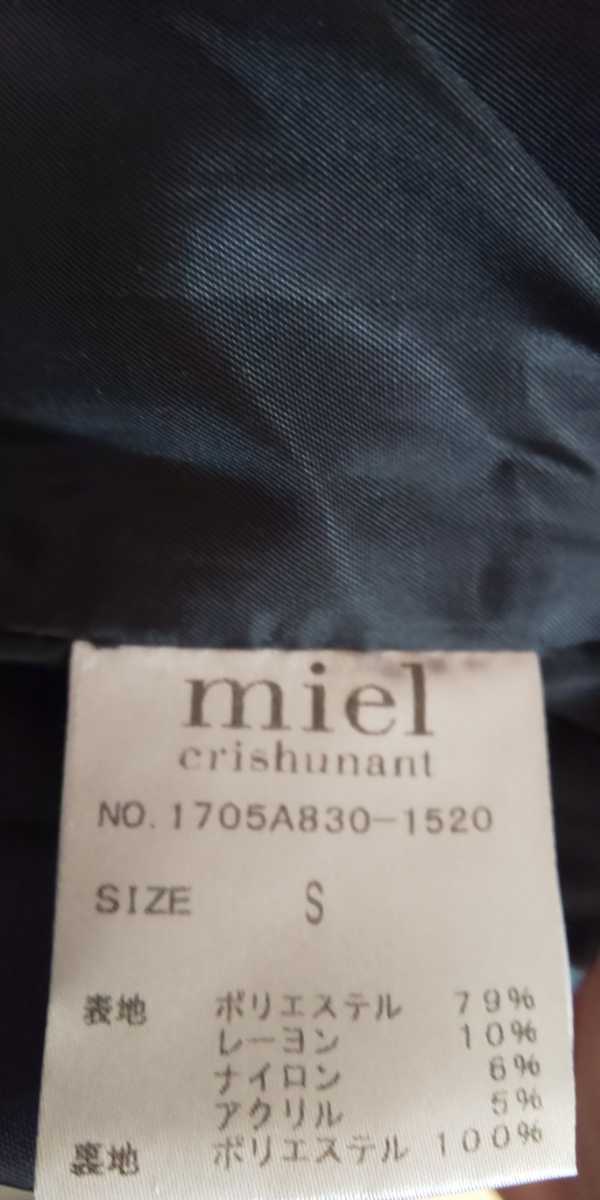 miel
crishunant
NO. 1705A830-1520
SIZE S
表地 ポリエステル 79%
レーヨン 10%
ナイロン 6%
アクリル 5%
裏地 ポリエステル 100%